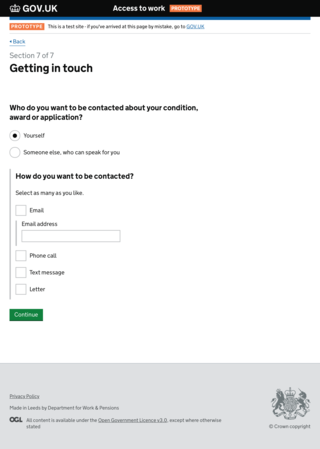 GOV.UK
Access to work PROTOTYPE
PROTOTYPE This is a test site - if you've arrived at this page by mistake, go to GOV.UK
Back
Section 7 of 7
Getting in touch
Who do you want to be contacted about your condition,
award or application?
Yourself
Someone else, who can speak for you
How do you want to be contacted?
Select as many as you like.
Email
Email address
Phone call
Text message
Letter
Continue
Privacy Policy
Made in Leeds by Department for Work & Pensions
OGL All content is available under the Open Government Licence v3.0, except where otherwise
stated
© Crown copyright